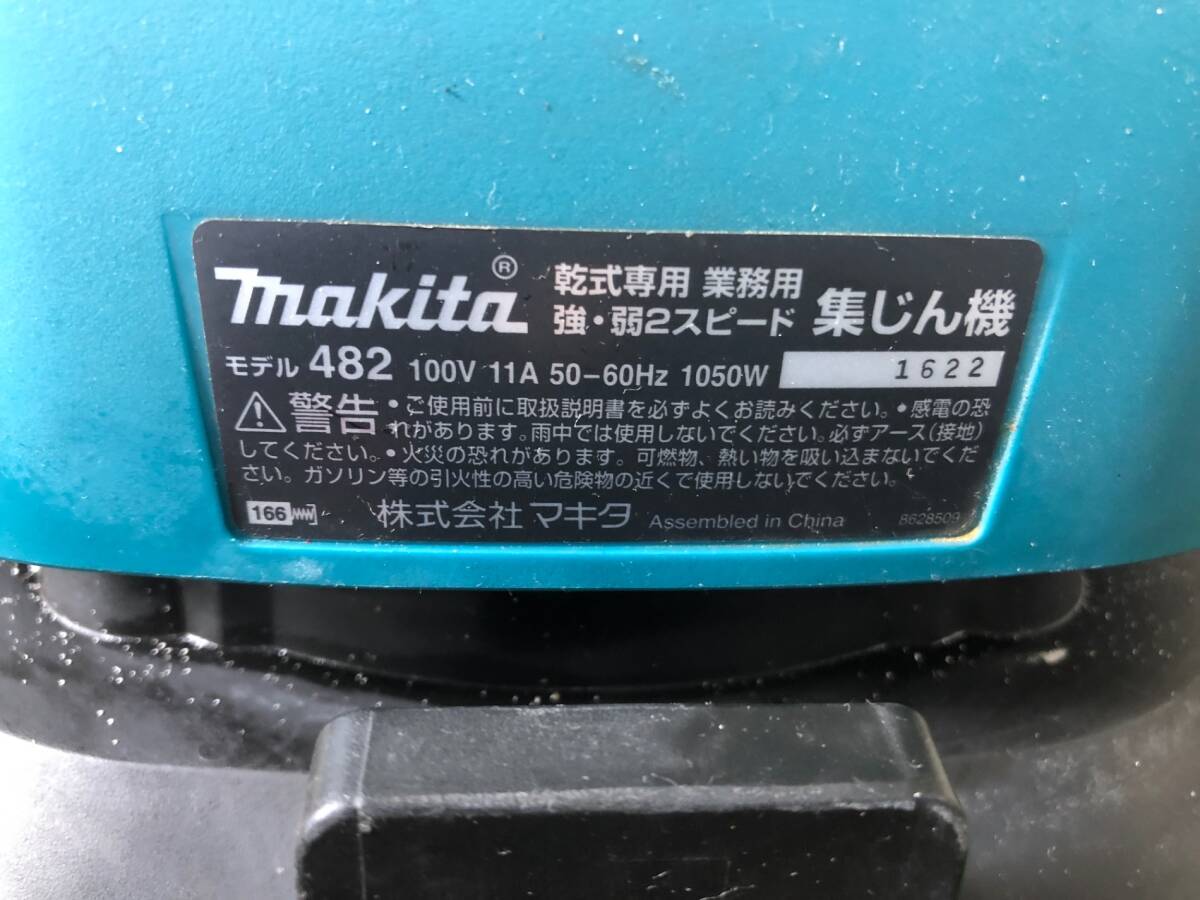 makita® 乾式専用 業務用
強・弱2スピード 集じん機
モデル 482 100V 11A 50-60Hz 1050W 1622
警告 •ご使用前に取扱説明書を必ずよくお読みください。•感電の恐
れがあります。雨中では使用しないでください。必ずアース(接地)
してください。•火災の恐れがあります。可燃物、熱い物を吸い込まないでくだ
さい。ガソリン等の引火性の高い危険物の近くで使用しないでください。
166 株式会社 マキタ Assembled in China 8628509